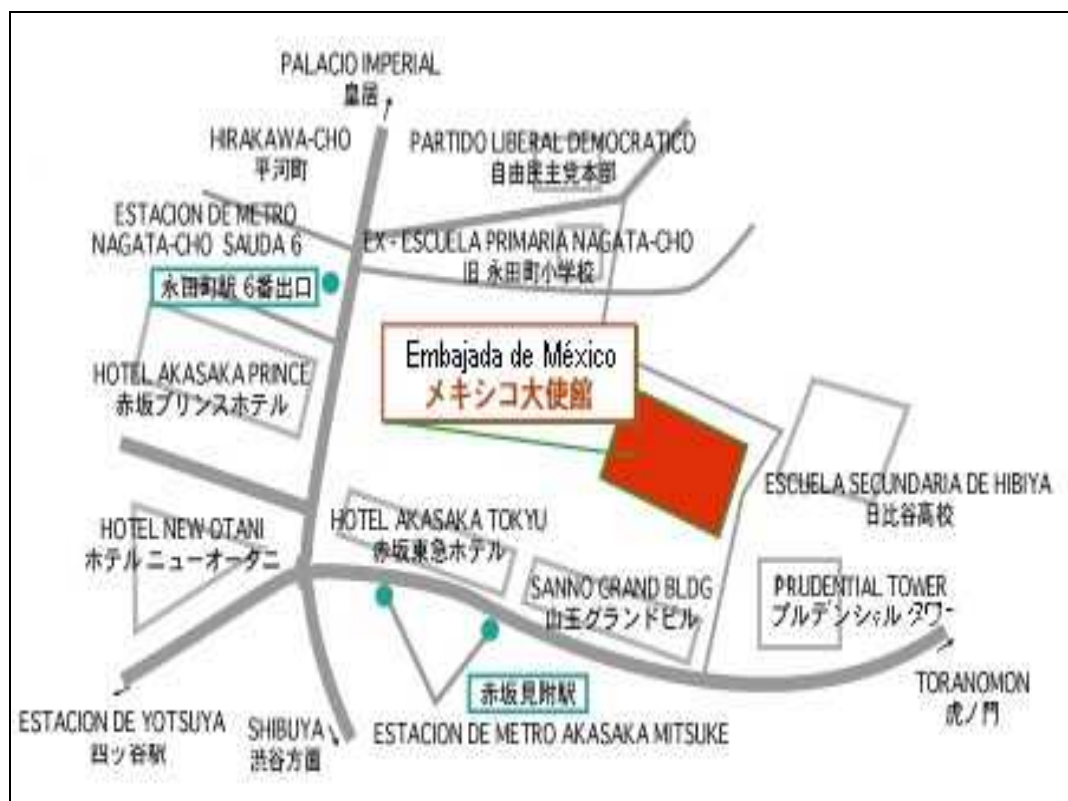 PALACIO IMPERIAL
皇居
HIRAKAWA-CHO
平河町
PARTIDO LIBERAL DEMOCRATICO
自由民主党本部
ESTACION DE METRO
NAGATA-CHO SAUDA 6
永田町駅 6番出口
EX - ESCUELA PRIMARIA NAGATA-CHO
旧 永田町小学校
Embajada de México
メキシコ大使館
HOTEL AKASAKA PRINCE
赤坂プリンスホテル
ESCUELA SECUNDARIA DE HIBIYA
日比谷高校
HOTEL NEW OTANI
ホテル ニューオータニ
HOTEL AKASAKA TOKYU
赤坂東急ホテル
SANNO GRAND BLDG
山王グランドビル
PRUDENTIAL TOWER
プルデンシャル タワー
赤坂見附駅
ESTACION DE METRO AKASAKA MITSUKE
TORANOMON
虎ノ門
ESTACION DE YOTSUYA
四ッ谷駅
SHIBUYA
渋谷方面